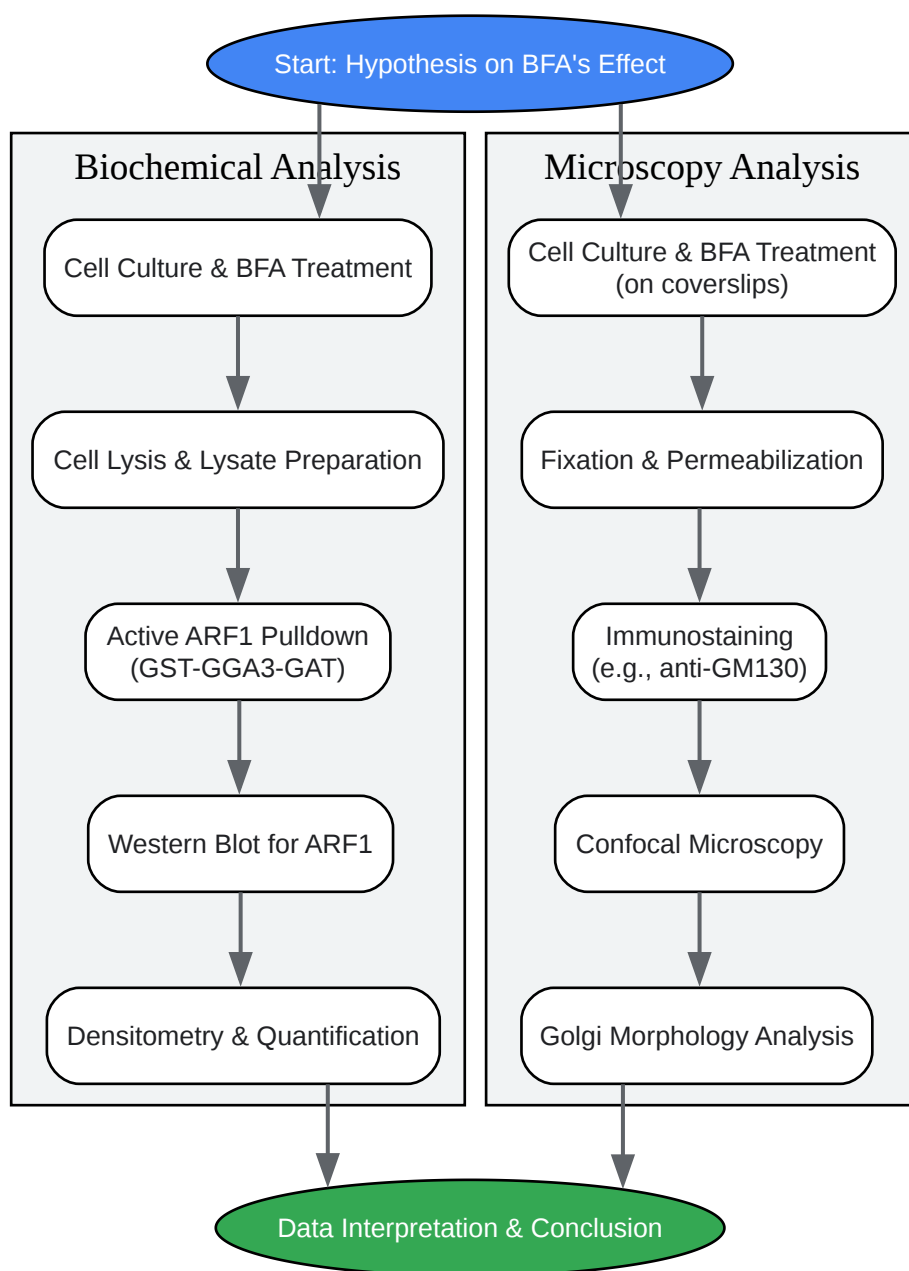 Start: Hypothesis on BFA's Effect
Biochemical Analysis
Cell Culture & BFA Treatment
Cell Lysis & Lysate Preparation
Active ARF1 Pulldown
(GST-GGA3-GAT)
Western Blot for ARF1
Densitometry & Quantification
Microscopy Analysis
Cell Culture & BFA Treatment
(on coverslips)
Fixation & Permeabilization
Immunostaining
(e.g., anti-GM130)
Confocal Microscopy
Golgi Morphology Analysis
Data Interpretation & Conclusion